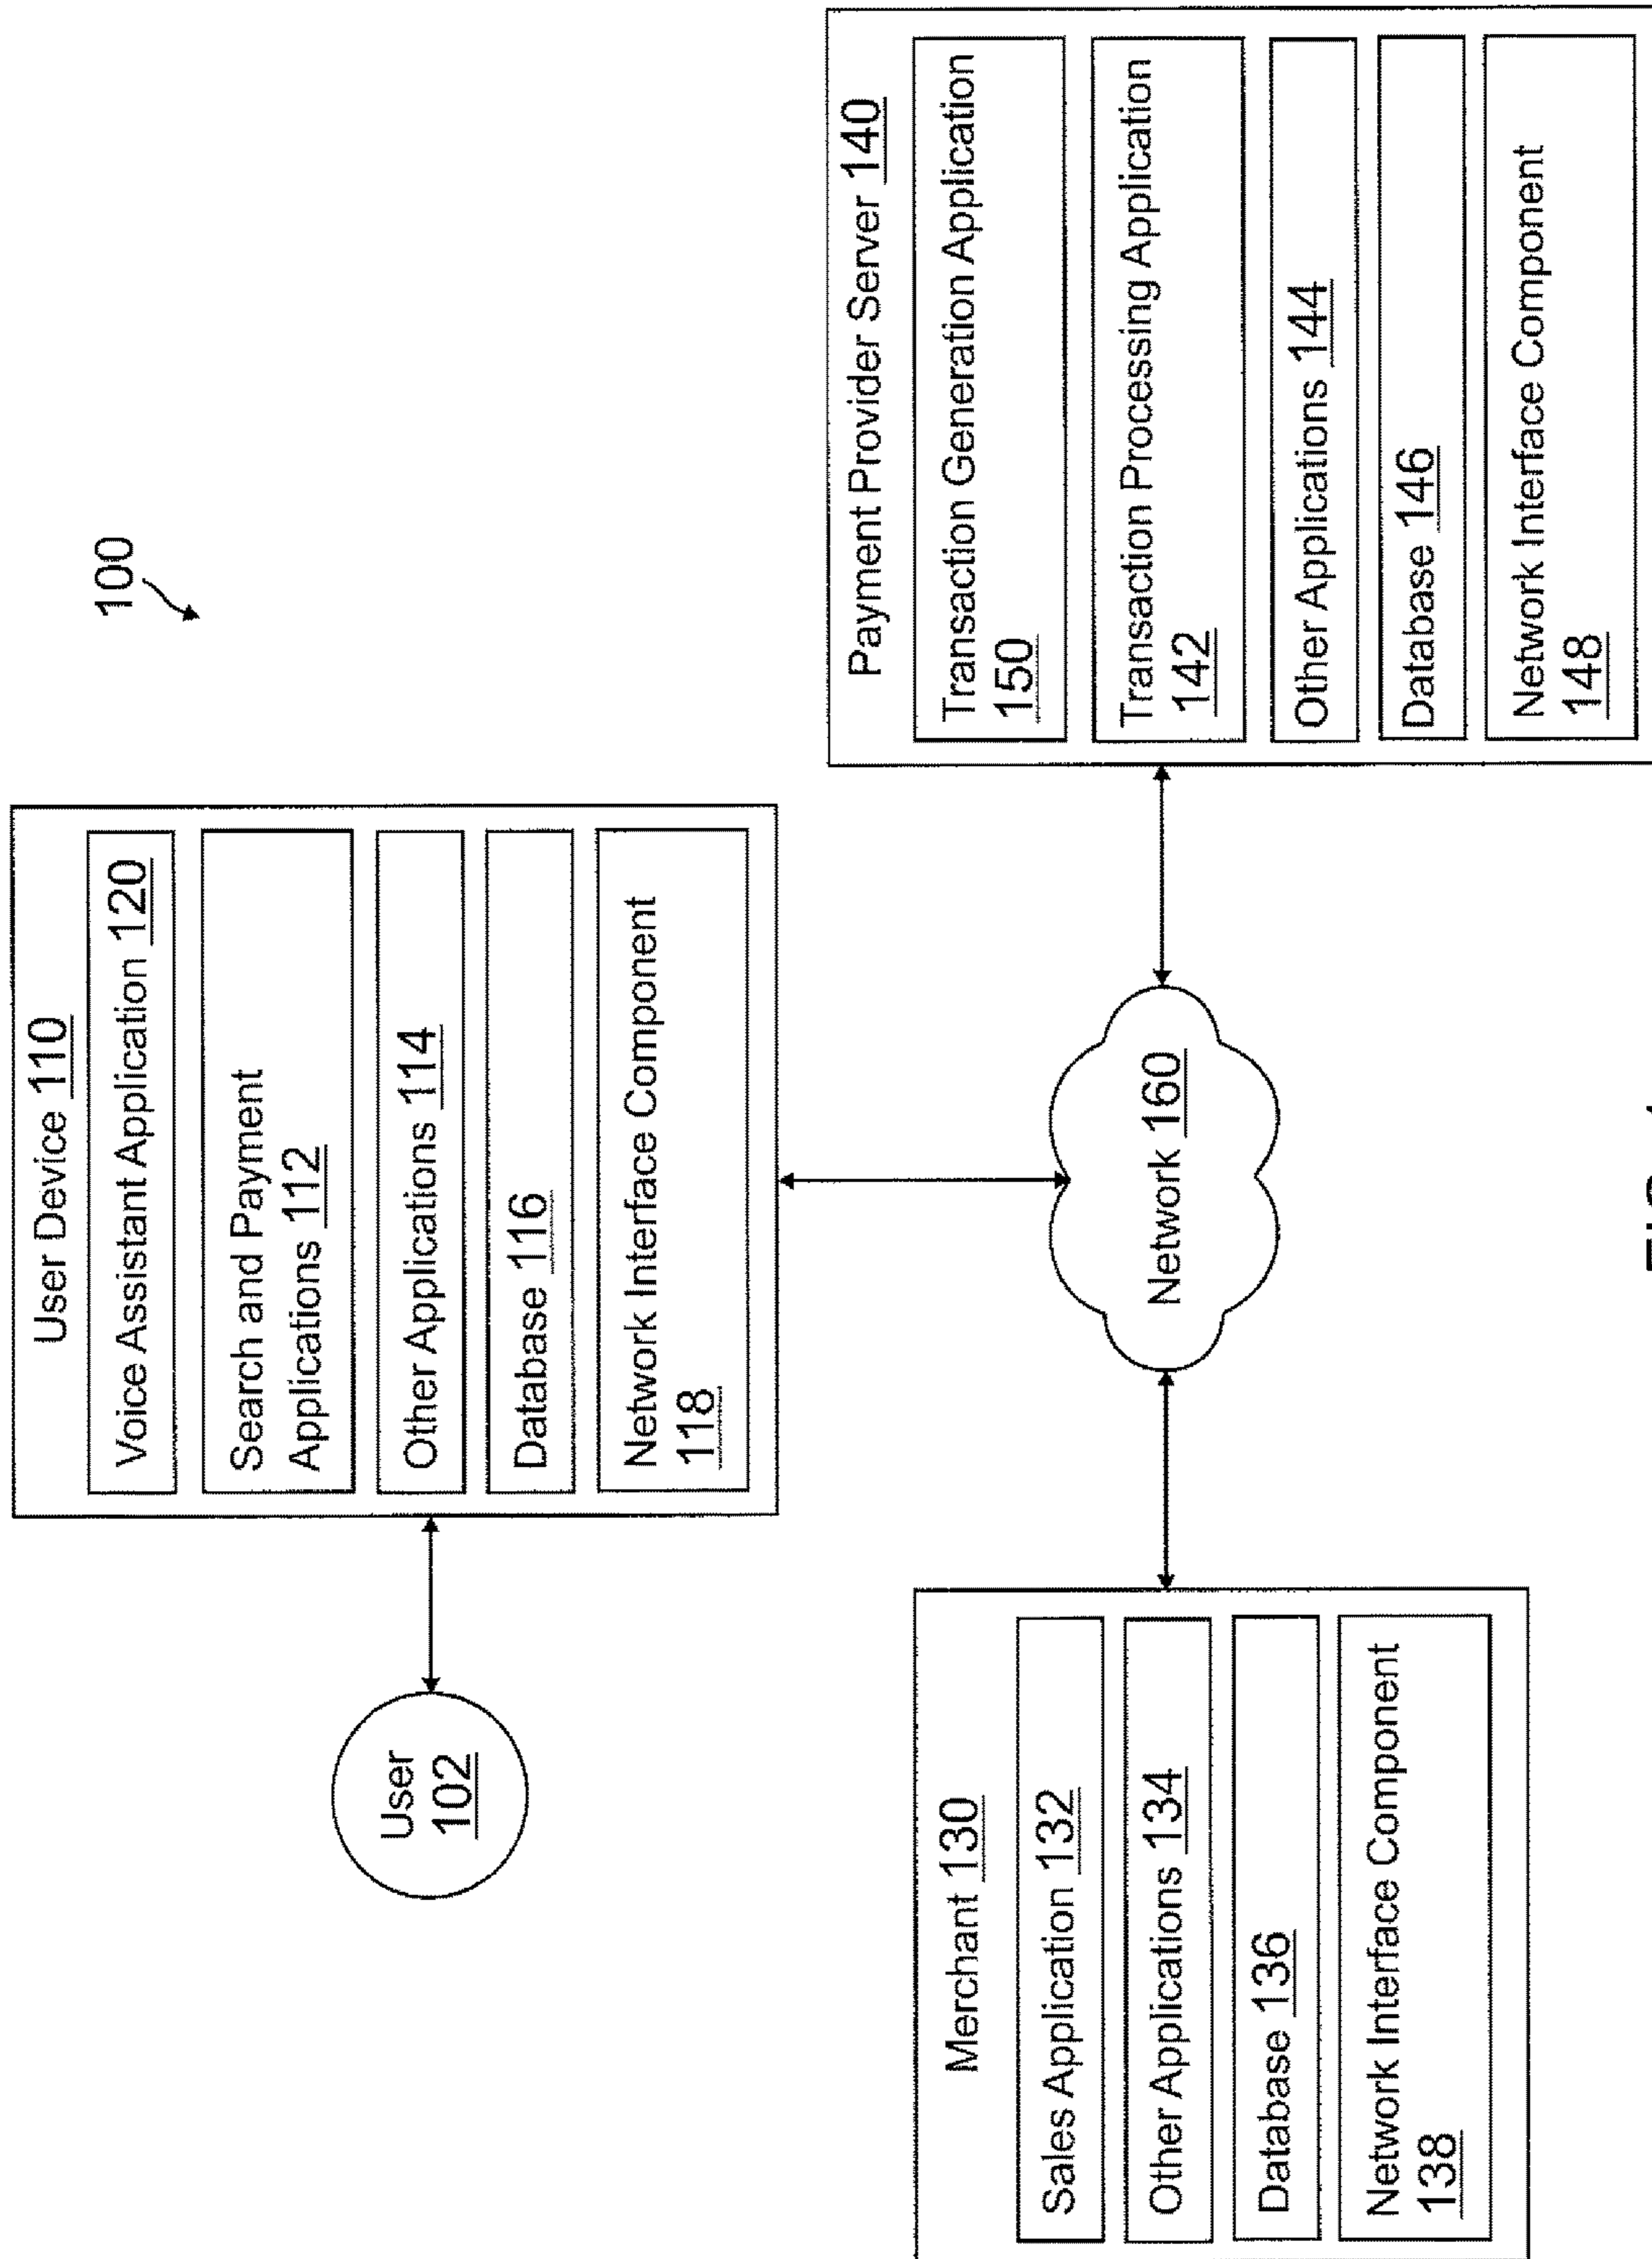 100
User Device 110
Voice Assistant Application 120
Search and Payment
Applications 112
Other Applications 114
Database 116
Network Interface Component
118
User
102
Merchant 130
Sales Application 132
Other Applications 134
Database 136
Network Interface Component
138
Network 160
Payment Provider Server 140
Transaction Generation Application
150
Transaction Processing Application
142
Other Applications 144
Database 146
Network Interface Component
148